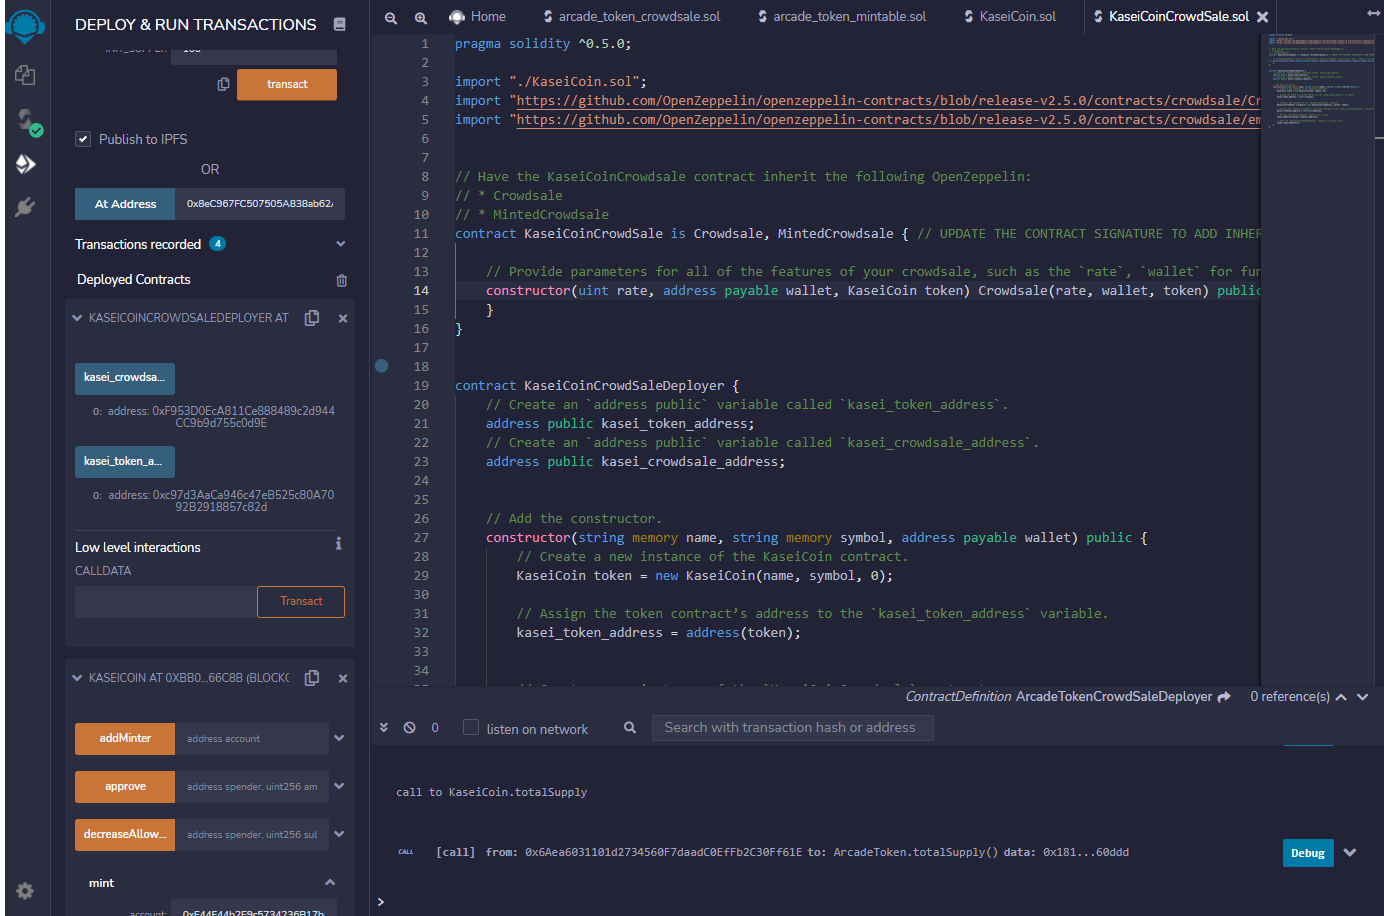 DEPLOY & RUN TRANSACTIONS
transact
Publish to IPFS
OR
At Address 0x8eC967FC507505A838ab62
Transactions recorded 4
Deployed Contracts
KASEICOINCROWDSALEDEPLOYER AT
kasei_crowdsa...
0: address: 0xF953D0EcA811Ce888489c2d944
CC9b9d755c0d9E
kasei_token_a...
0: address: 0xc97d3AaCa946c47eB525c80A70
92B2918857c82d
Low level interactions
CALLDATA
Transact
KASEICOIN AT 0XBB0...66C8B (BLOCKC
addMinter address account
approve address spender, uint256 am
decreaseAllow... address spender, uint256 sub
mint
account:
Home arcade_token_crowdsale.sol arcade_token_mintable.sol KaseiCoin.sol KaseiCoinCrowdSale.sol
1 pragma solidity ^0.5.0;
2
3 import "./KaseiCoin.sol";
4 import "https://github.com/OpenZeppelin/openzeppelin-contracts/blob/release-v2.5.0/contracts/crowdsale/Cr
5 import "https://github.com/OpenZeppelin/openzeppelin-contracts/blob/release-v2.5.0/contracts/crowdsale/em
6
7
8 // Have the KaseiCoinCrowdsale contract inherit the following OpenZeppelin:
9 // * Crowdsale
10 // * MintedCrowdsale
11 contract KaseiCoinCrowdSale is Crowdsale, MintedCrowdsale { // UPDATE THE CONTRACT SIGNATURE TO ADD INHER
12
13 // Provide parameters for all of the features of your crowdsale, such as the `rate`, `wallet` for fun
14 constructor(uint rate, address payable wallet, KaseiCoin token) Crowdsale(rate, wallet, token) public
15 }
16 }
17
18
19 contract KaseiCoinCrowdSaleDeployer {
20 // Create an `address public` variable called `kasei_token_address`.
21 address public kasei_token_address;
22 // Create an `address public` variable called `kasei_crowdsale_address`.
23 address public kasei_crowdsale_address;
24
25
26 // Add the constructor.
27 constructor(string memory name, string memory symbol, address payable wallet) public {
28 // Create a new instance of the KaseiCoin contract.
29 KaseiCoin token = new KaseiCoin(name, symbol, 0);
30
31 // Assign the token contract’s address to the `kasei_token_address` variable.
32 kasei_token_address = address(token);
33
34
ContractDefinition ArcadeTokenCrowdSaleDeployer 0 reference(s)
0 listen on network Search with transaction hash or address
call to KaseiCoin.totalSupply
CALL [call] from: 0x6Aea6031101d2734560F7daadC0EfFb2C30Ff61E to: ArcadeToken.totalSupply() data: 0x181...60ddd Debug
>